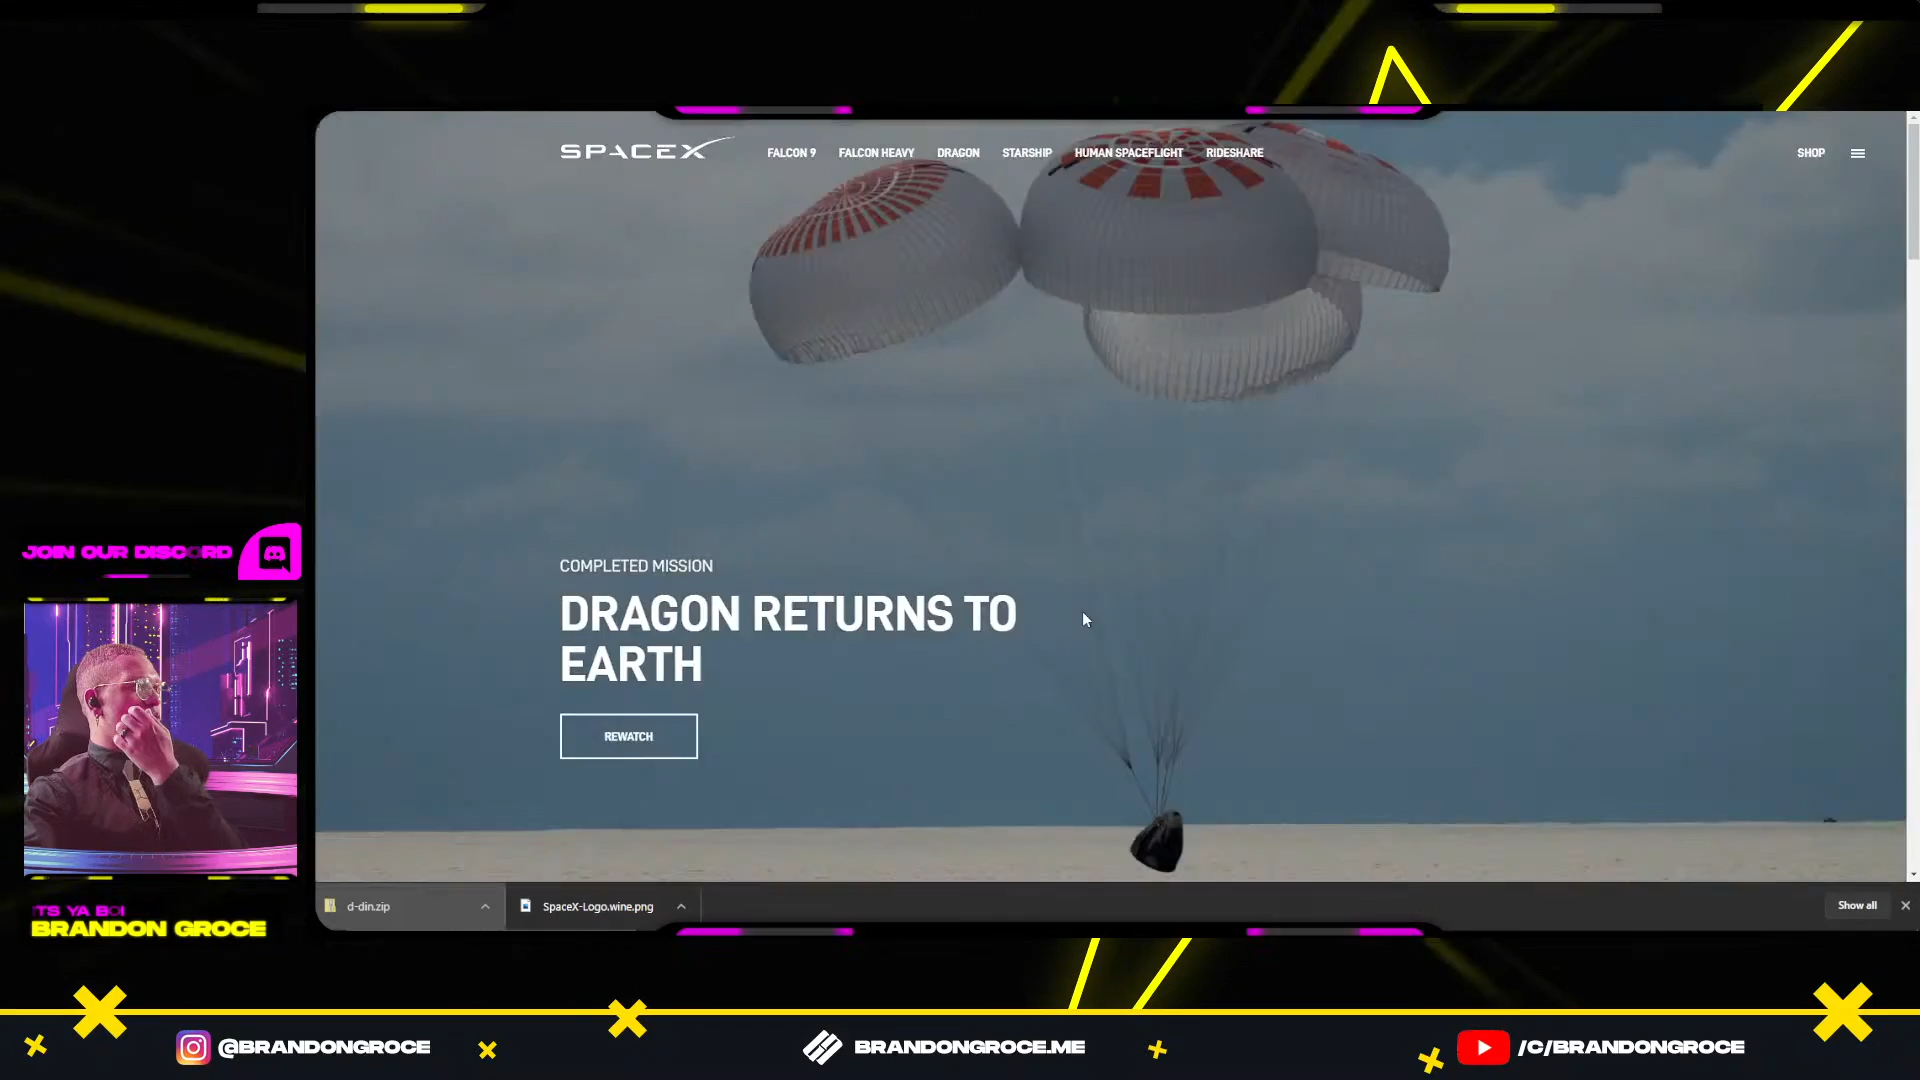 SPACEX
FALCON 9 FALCON HEAVY DRAGON STARSHIP HUMAN SPACEFLIGHT RIDESHARE SHOP
COMPLETED MISSION
DRAGON RETURNS TO
EARTH
REWATCH
JOIN OUR DISCORD
ITS YA BOI
BRANDON GROCE
d-din.zip
SpaceX-Logo.wine.png
Show all
@BRANDONGROCE
BRANDONGROCE.ME
/C/BRANDONGROCE